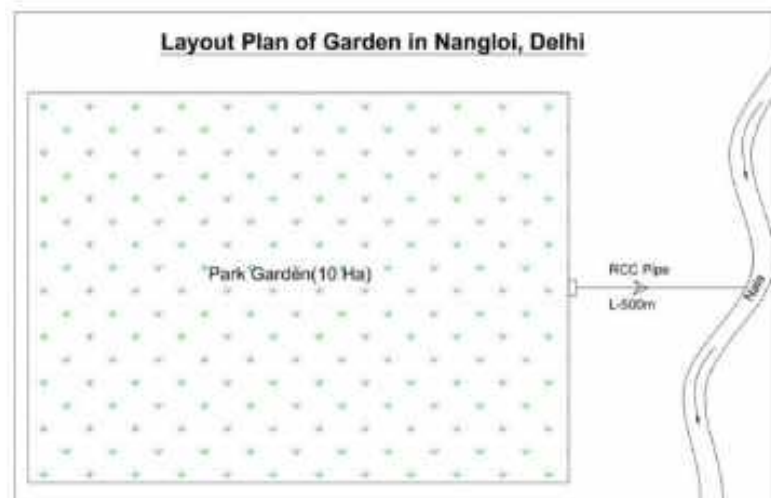 Layout Plan of Garden in Nangloi, Delhi
Park Garden(10 Ha)
RCC Pipe
L-500m
Nala